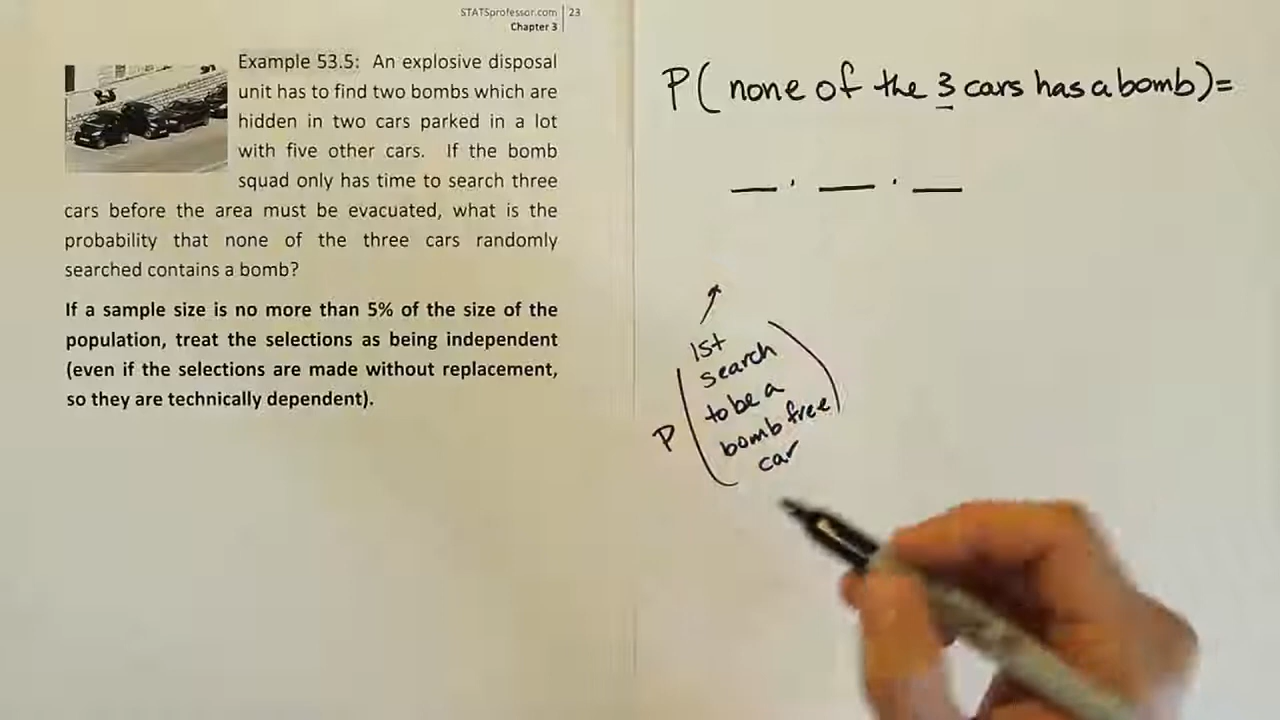 STATSprofessor.com | 23
Chapter 3
Example 53.5: An explosive disposal
unit has to find two bombs which are
hidden in two cars parked in a lot
with five other cars. If the bomb
squad only has time to search three
cars before the area must be evacuated, what is the
probability that none of the three cars randomly
searched contains a bomb?
If a sample size is no more than 5% of the size of the
population, treat the selections as being independent
(even if the selections are made without replacement,
so they are technically dependent).
P( none of the 3 cars has a bomb)=
__ · __ · __
1st
search
to be a
bomb free
car
P